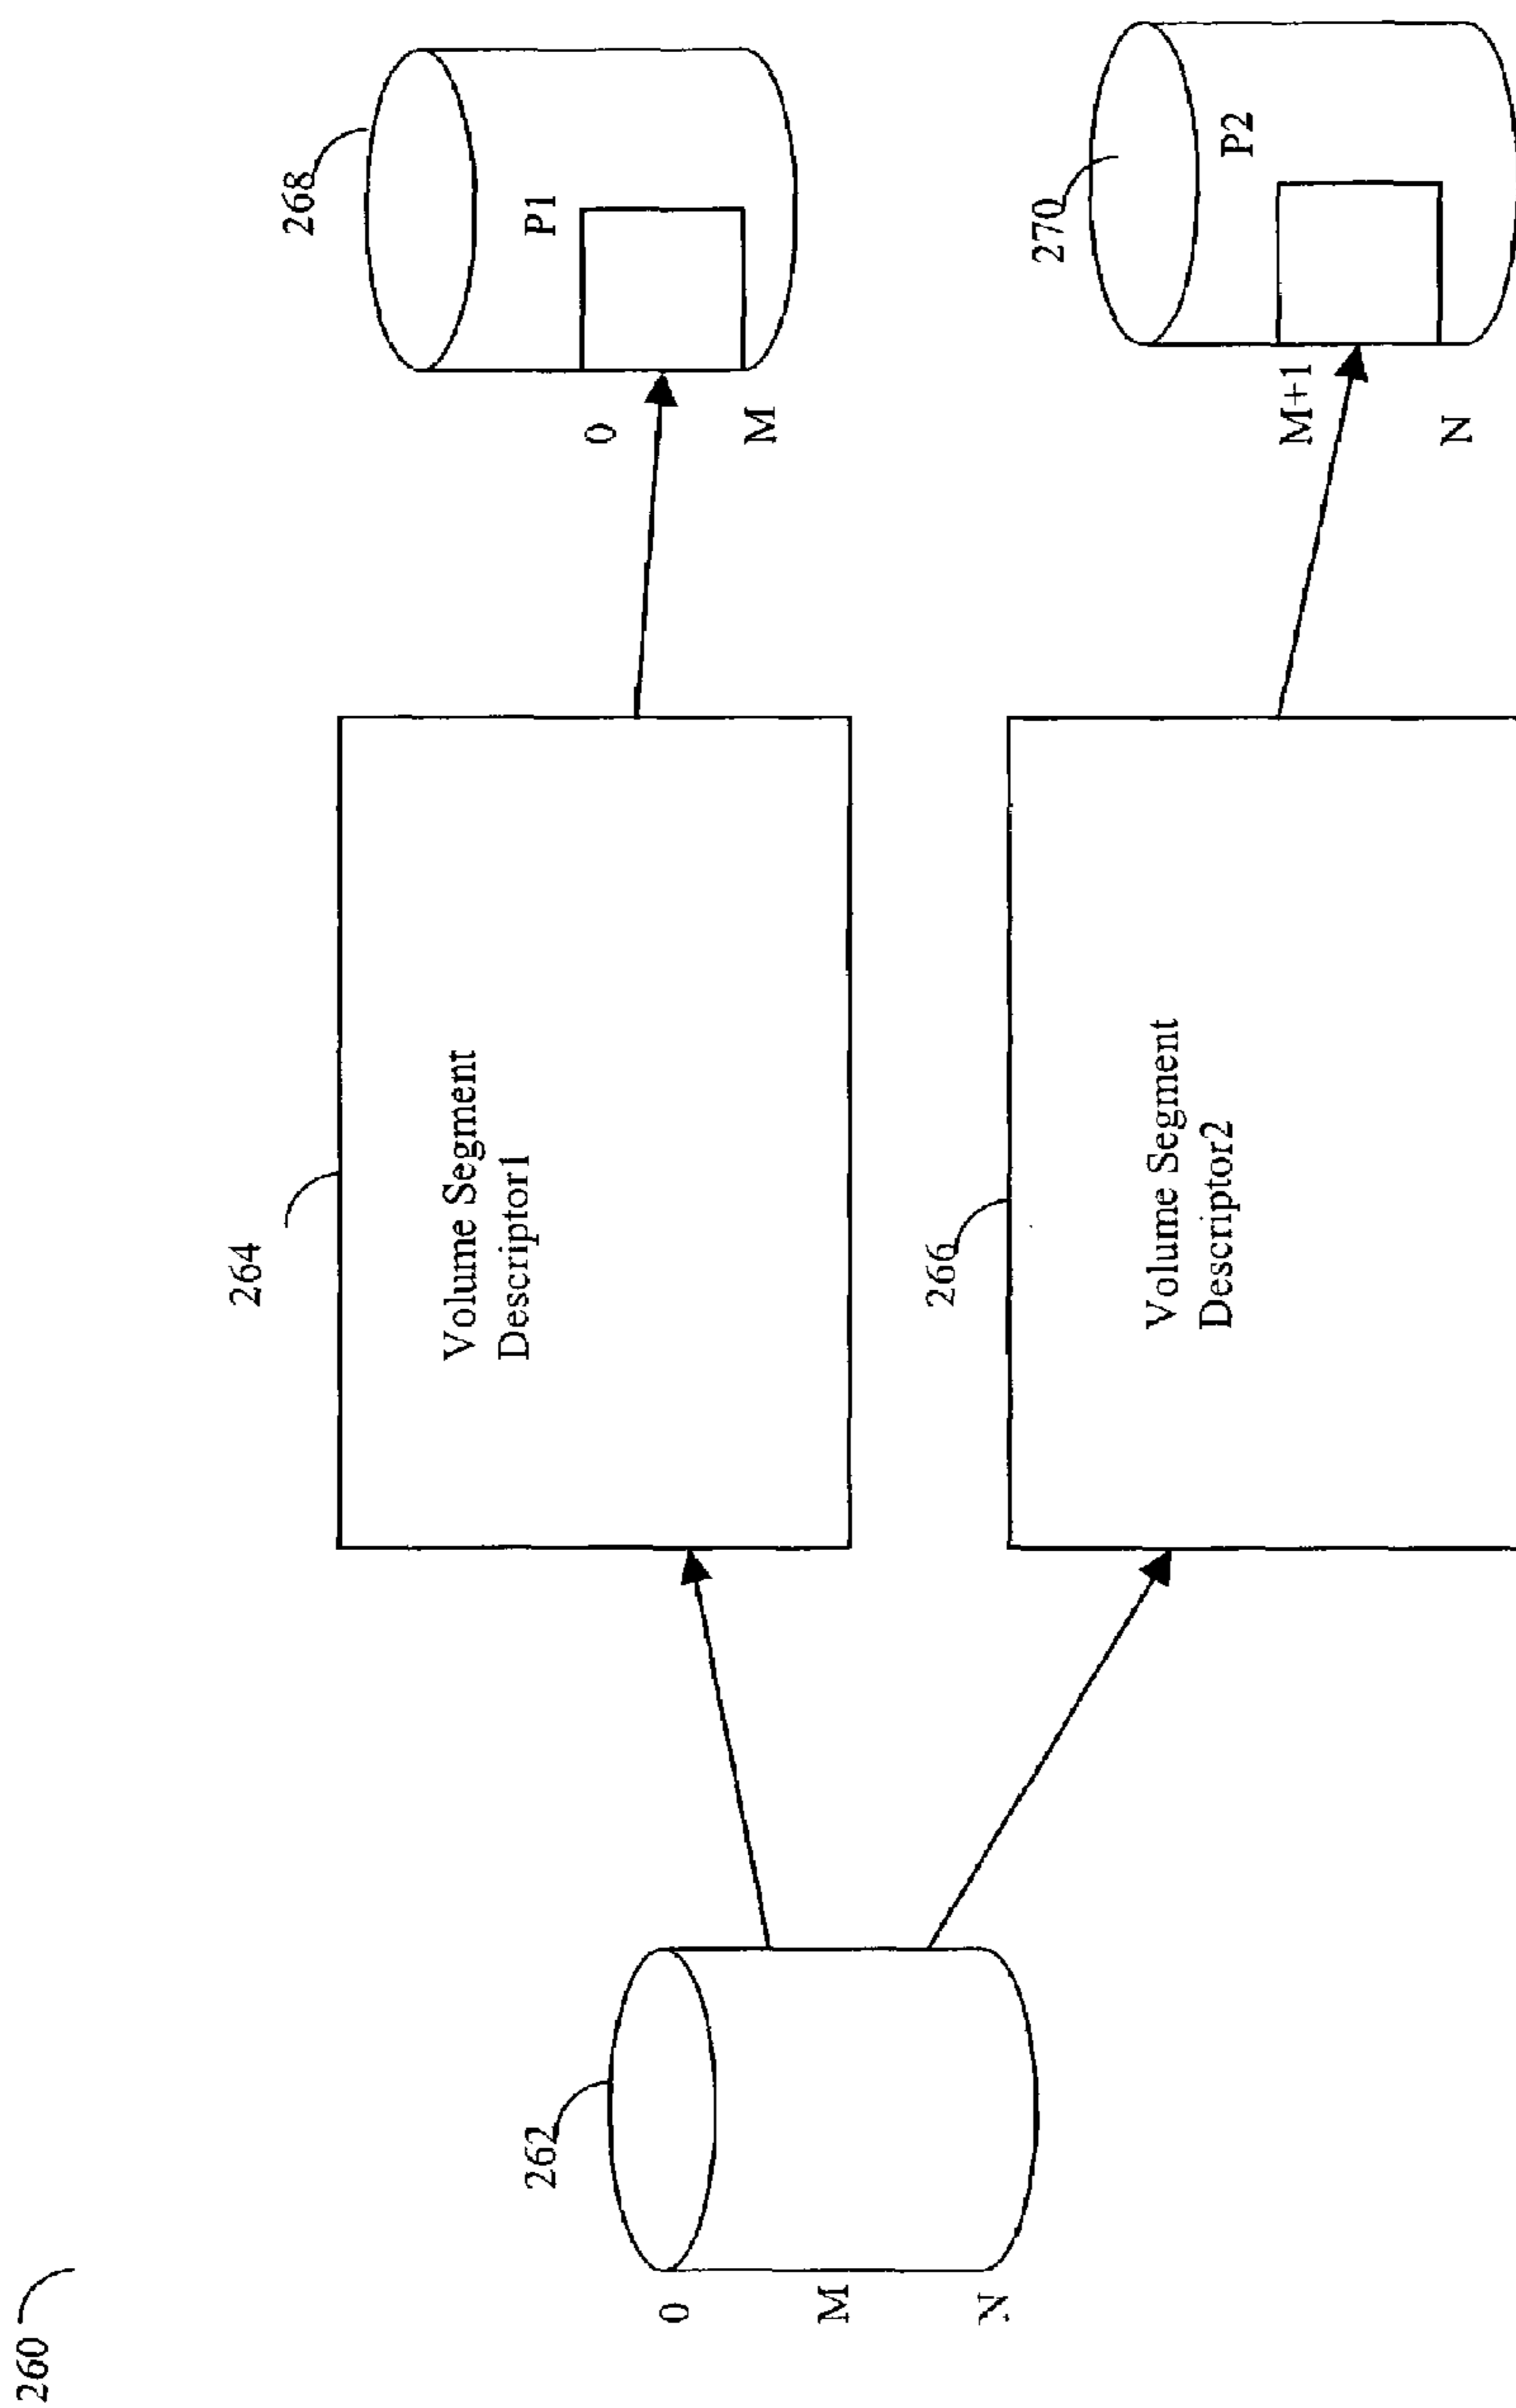 260
262
0
M
N
264
Volume Segment
Descriptor1
266
Volume Segment
Descriptor2
268
P1
0
M
270
P2
M+1
N